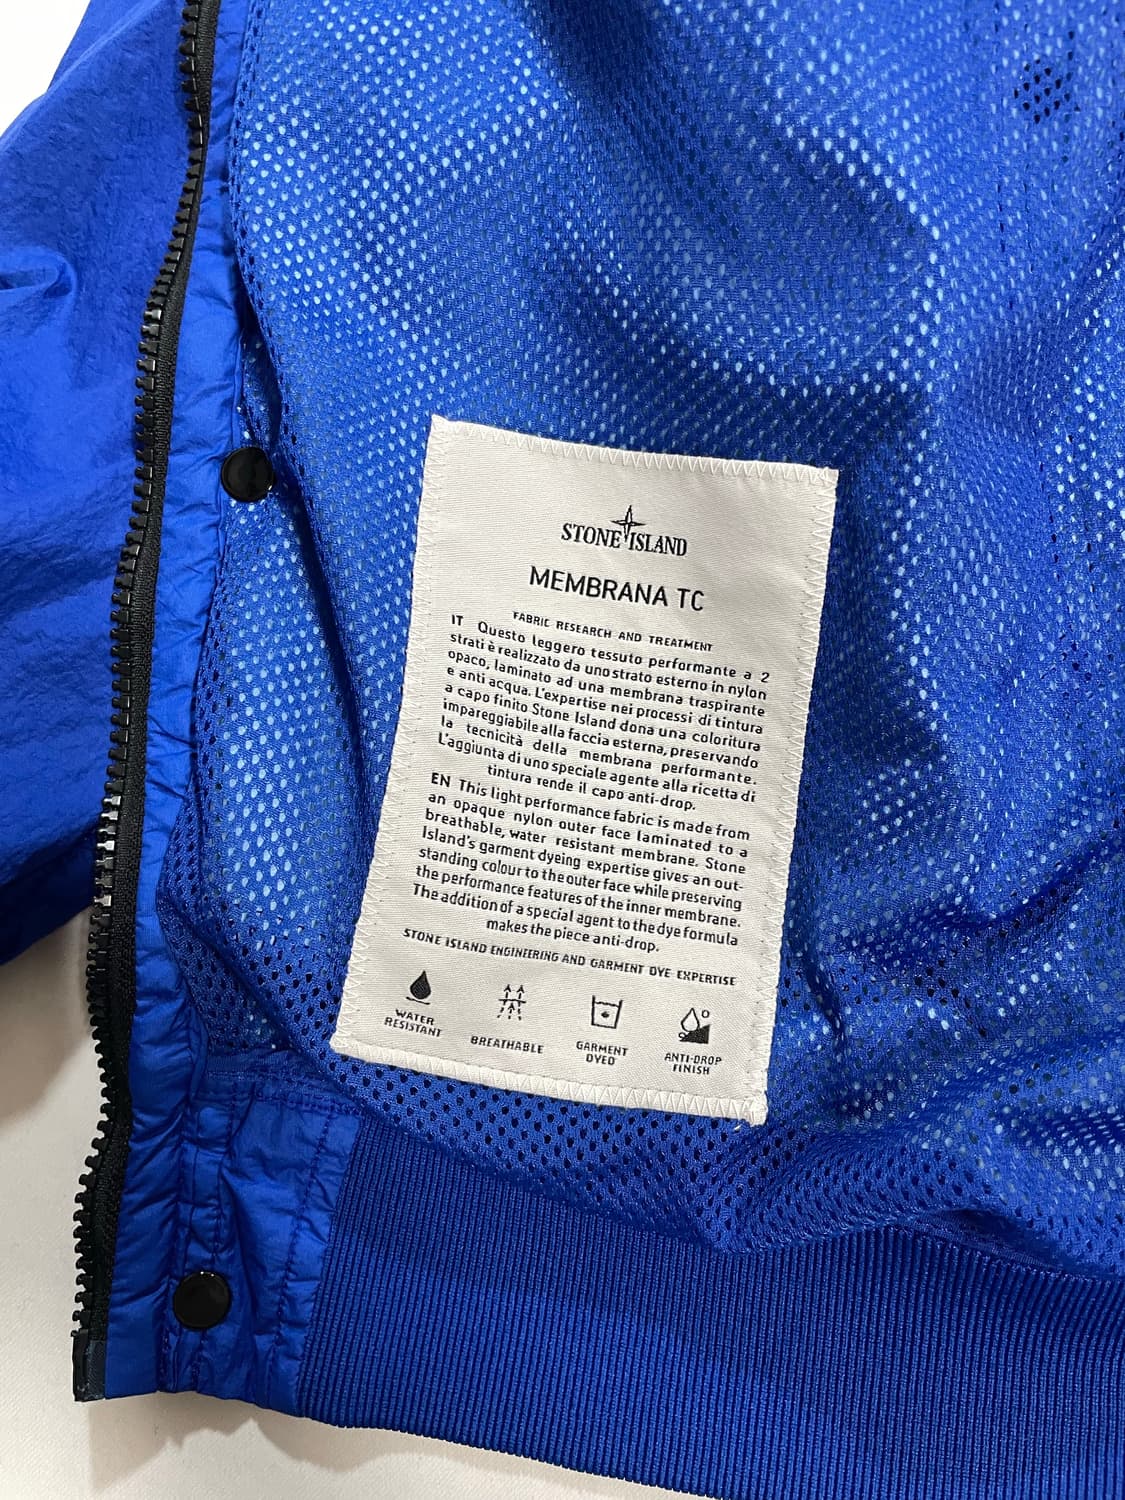 STONE ISLAND
MEMBRANA TC
FABRIC RESEARCH AND TREATMENT
IT Questo leggero tessuto performante a 2
strati è realizzato da uno strato esterno in nylon
opaco, laminato ad una membrana traspirante
e anti acqua. L'expertise nei processi di tintura
a capo finito Stone Island dona una coloritura
impareggiabile alla faccia esterna, preservando
la tecnicità della membrana performante.
L'aggiunta di uno speciale agente alla ricetta di
tintura rende il capo anti-drop.
EN This light performance fabric is made from
an opaque nylon outer face laminated to a
breathable, water resistant membrane. Stone
Island's garment dyeing expertise gives an out-
standing colour to the outer face while preserving
the performance features of the inner membrane.
The addition of a special agent to the dye formula
makes the piece anti-drop.
STONE ISLAND ENGINEERING AND GARMENT DYE EXPERTISE
WATER
RESISTANT
BREATHABLE
GARMENT
DYED
ANTI-DROP
FINISH